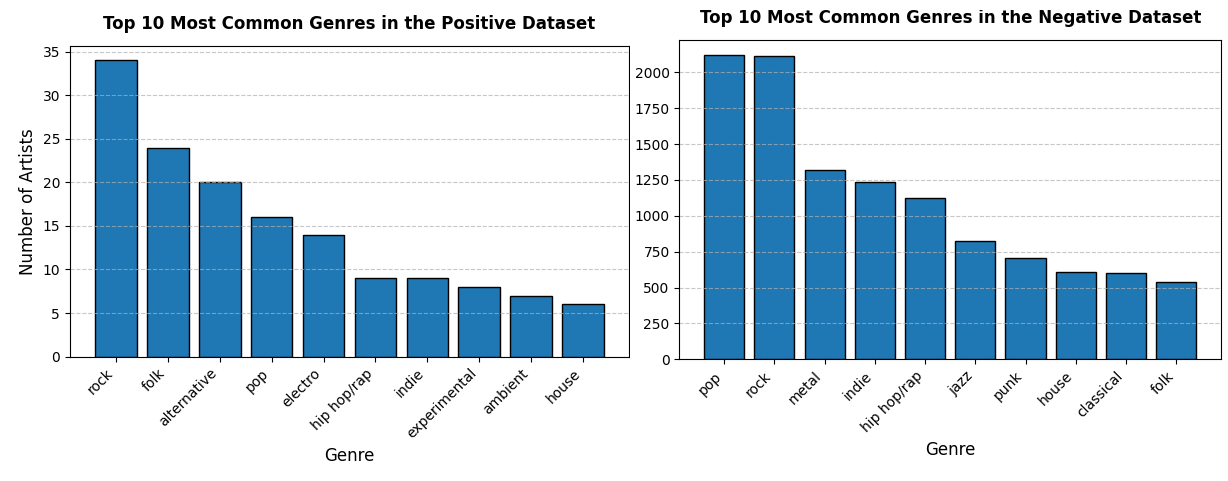 Top 10 Most Common Genres in the Positive Dataset
Number of Artists
35
30
25
20
15
10
5
0
rock
folk
alternative
pop
electro
hip hop/rap
indie
experimental
ambient
house
Genre
Top 10 Most Common Genres in the Negative Dataset
2000
1750
1500
1250
1000
750
500
250
0
pop
rock
metal
indie
hip hop/rap
jazz
punk
house
classical
folk
Genre